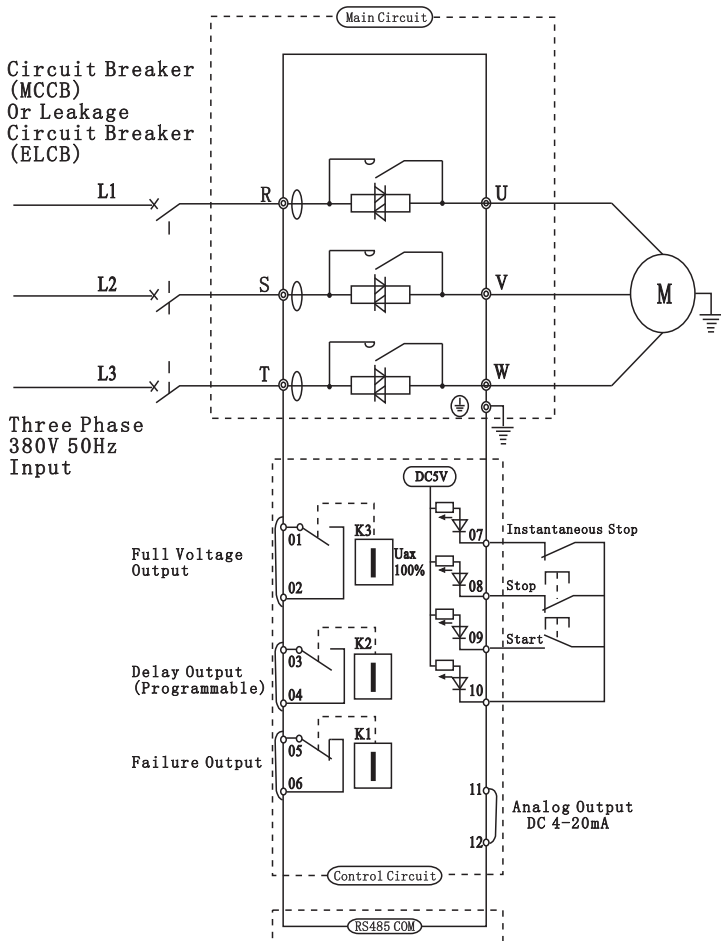 Main Circuit
Circuit Breaker
(MCCB)
Or Leakage
Circuit Breaker
(ELCB)
L1
R
U
L2
S
V
M
L3
T
W
Three Phase
380V 50Hz
Input
DC5V
01
K3
07
Instantaneous Stop
Full Voltage
Output
Uax
100%
02
08
Stop
03
K2
09
Start
Delay Output
(Programmable)
04
10
05
K1
Failure Output
06
11
Analog Output
DC 4-20mA
12
Control Circuit
RS485 COM